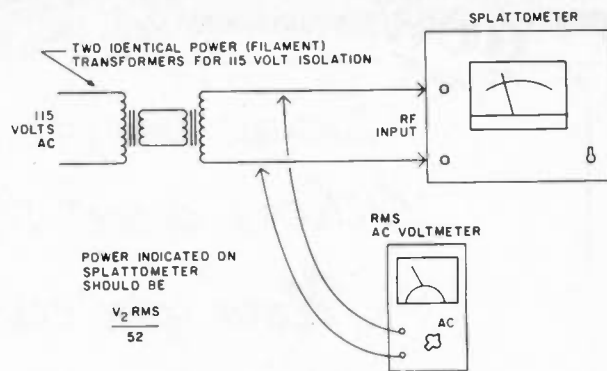 SPLATTOMETER
TWO IDENTICAL POWER (FILAMENT)
TRANSFORMERS FOR 115 VOLT ISOLATION
115
VOLTS
AC
RF
INPUT
RMS
AC VOLTMETER
AC
POWER INDICATED ON
SPLATTOMETER
SHOULD BE
V2 RMS
52